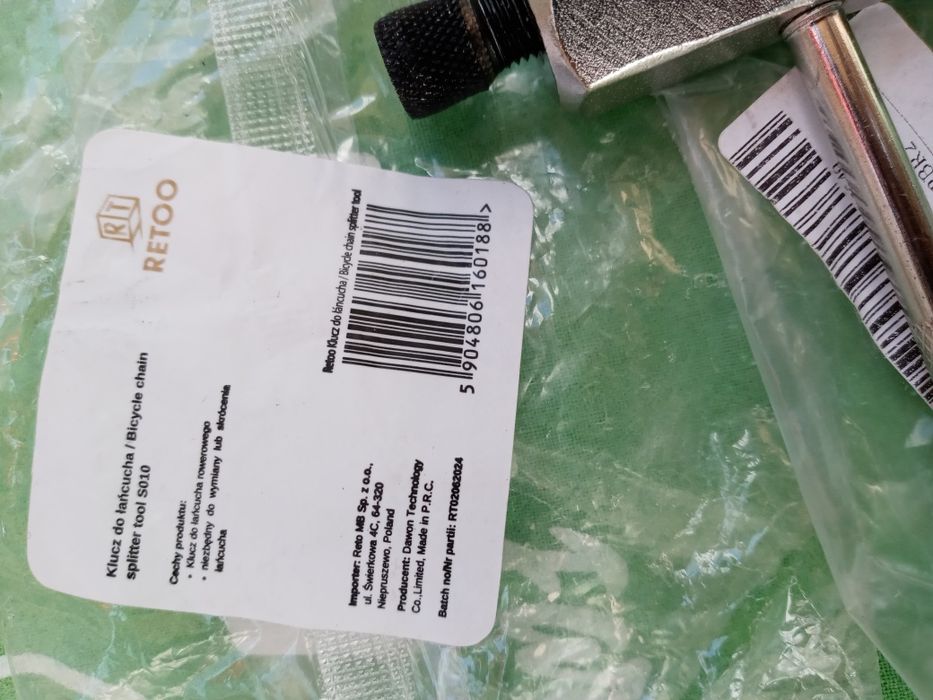 RT
RETOO
Klucz do łańcucha / Bicycle chain
splitter tool S010
Cechy produktu:
• Klucz do łańcucha rowerowego
• niezbędny do wymiany lub skrócenia
łańcucha
Retoo Klucz do łańcucha / Bicycle chain splitter tool
5 904806 160188 >
Importer: Reto MB Sp. z o.o.,
ul. Świerkowa 4C, 64-320
Niepruszewo, Poland
Producent: Dawon Technology
Co.,Limited, Made in P.R.C.
Batch no/Nr partii: RT02062024